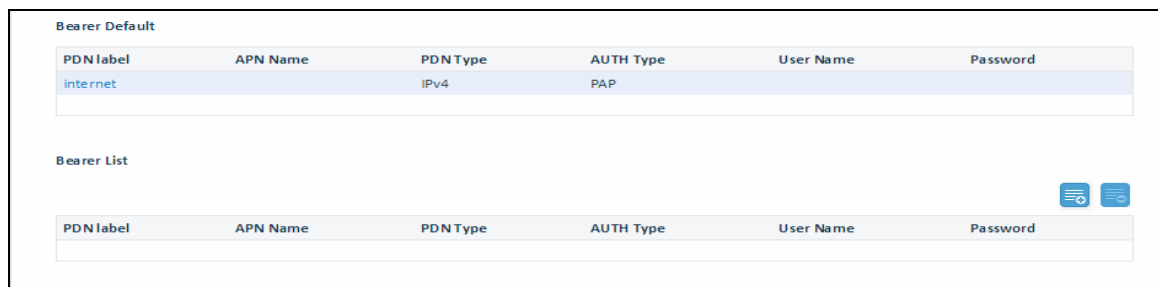 Bearer Default
PDN label APN Name PDN Type AUTH Type User Name Password
internet IPv4 PAP
Bearer List
PDN label APN Name PDN Type AUTH Type User Name Password